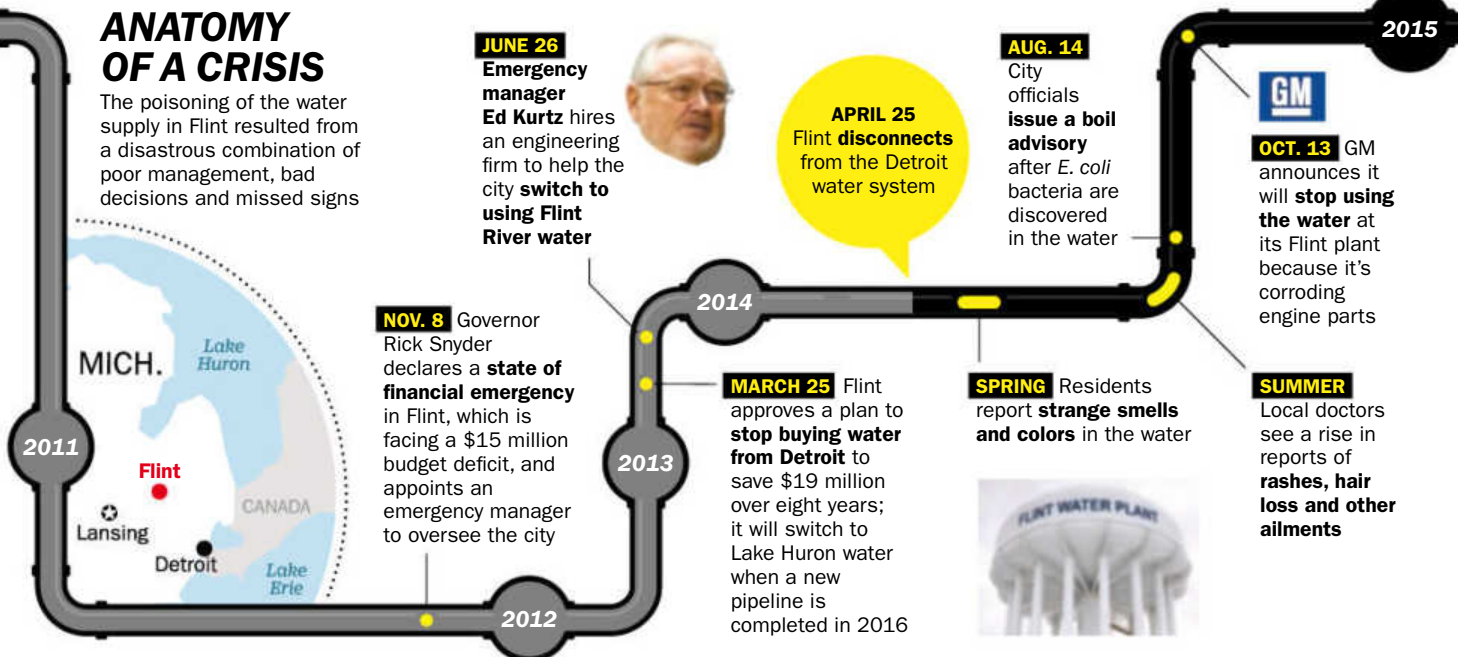 ANATOMY
OF A CRISIS
The poisoning of the water
supply in Flint resulted from
a disastrous combination of
poor management, bad
decisions and missed signs
MICH.
Lake
Huron
Flint
Lansing
Detroit
CANADA
Lake
Erie
2011
NOV. 8 Governor
Rick Snyder
declares a state of
financial emergency
in Flint, which is
facing a $15 million
budget deficit, and
appoints an
emergency manager
to oversee the city
2012
2013
MARCH 25 Flint
approves a plan to
stop buying water
from Detroit to
save $19 million
over eight years;
it will switch to
Lake Huron water
when a new
pipeline is
completed in 2016
JUNE 26
Emergency
manager
Ed Kurtz hires
an engineering
firm to help the
city switch to
using Flint
River water
2014
APRIL 25
Flint disconnects
from the Detroit
water system
SPRING Residents
report strange smells
and colors in the water
FLINT WATER PLANT
SUMMER
Local doctors
see a rise in
reports of
rashes, hair
loss and other
ailments
AUG. 14
City
officials
issue a boil
advisory
after E. coli
bacteria are
discovered
in the water
GM
OCT. 13 GM
announces it
will stop using
the water at
its Flint plant
because it's
corroding
engine parts
2015